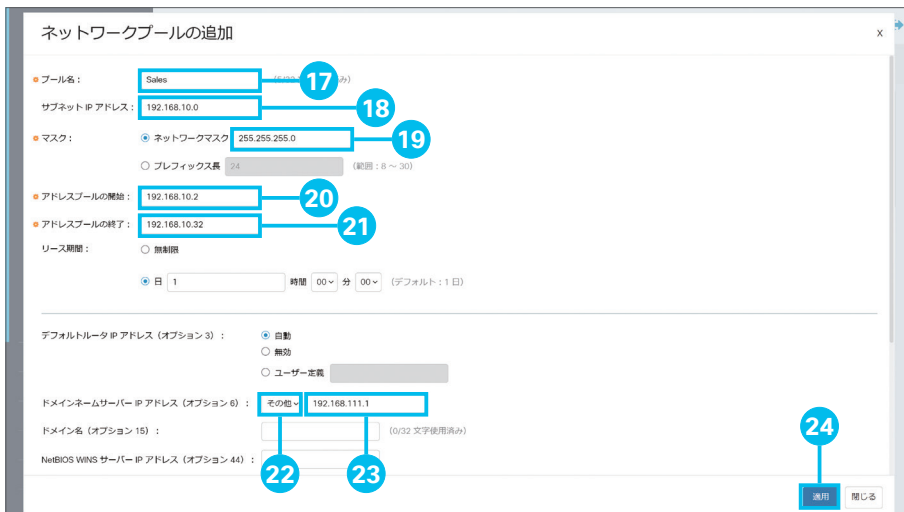 ネットワークプールの追加 X
プール名： Sales 17 み）
サブネット IP アドレス： 192.168.10.0 18
マスク： ネットワークマスク 255.255.255.0 19
プレフィックス長 24 （範囲：8 ～ 30）
アドレスプールの開始： 192.168.10.2 20
アドレスプールの終了： 192.168.10.32 21
リース期間： 無制限
日 1 時間 00 分 00 （デフォルト：1 日）
デフォルトルータ IP アドレス（オプション 3）： 自動
無効
ユーザー定義
ドメインネームサーバー IP アドレス（オプション 6）： その他 192.168.111.1
ドメイン名（オプション 15）： （0/32 文字使用済み） 24
NetBIOS WINS サーバー IP アドレス（オプション 44）： 22 23
適用 閉じる